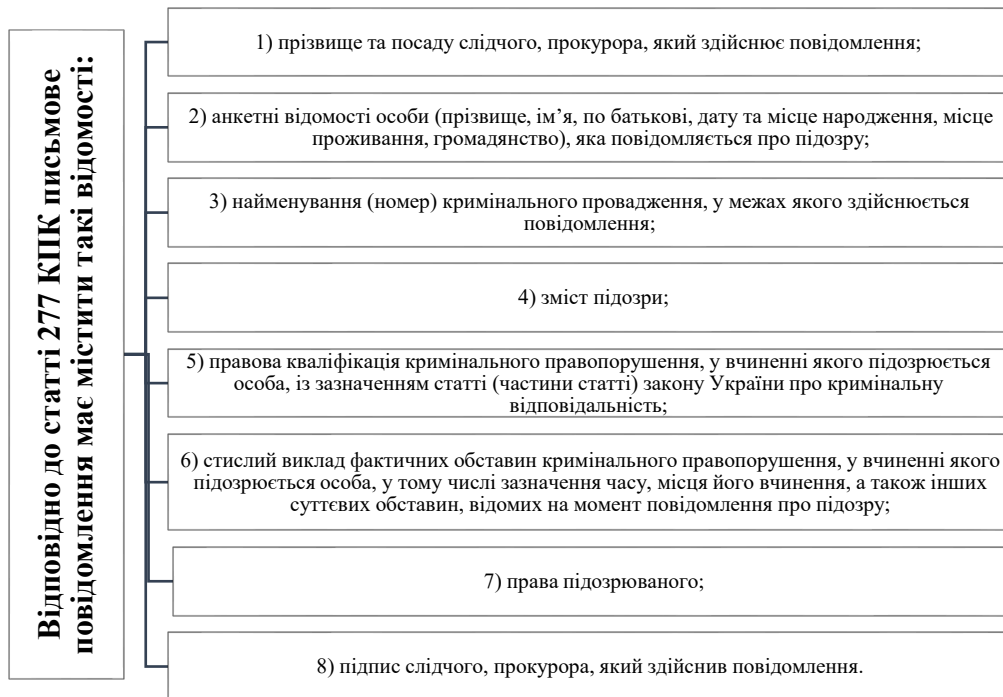 Відповідно до статті 277 КПК письмове
повідомлення має містити такі відомості:
1) прізвище та посаду слідчого, прокурора, який здійснює повідомлення;
2) анкетні відомості особи (прізвище, ім’я, по батькові, дату та місце народження, місце
проживання, громадянство), яка повідомляється про підозру;
3) найменування (номер) кримінального провадження, у межах якого здійснюється
повідомлення;
4) зміст підозри;
5) правова кваліфікація кримінального правопорушення, у вчиненні якого підозрюється
особа, із зазначенням статті (частини статті) закону України про кримінальну
відповідальність;
6) стислий виклад фактичних обставин кримінального правопорушення, у вчиненні якого
підозрюється особа, у тому числі зазначення часу, місця його вчинення, а також інших
суттєвих обставин, відомих на момент повідомлення про підозру;
7) права підозрюваного;
8) підпис слідчого, прокурора, який здійснив повідомлення.